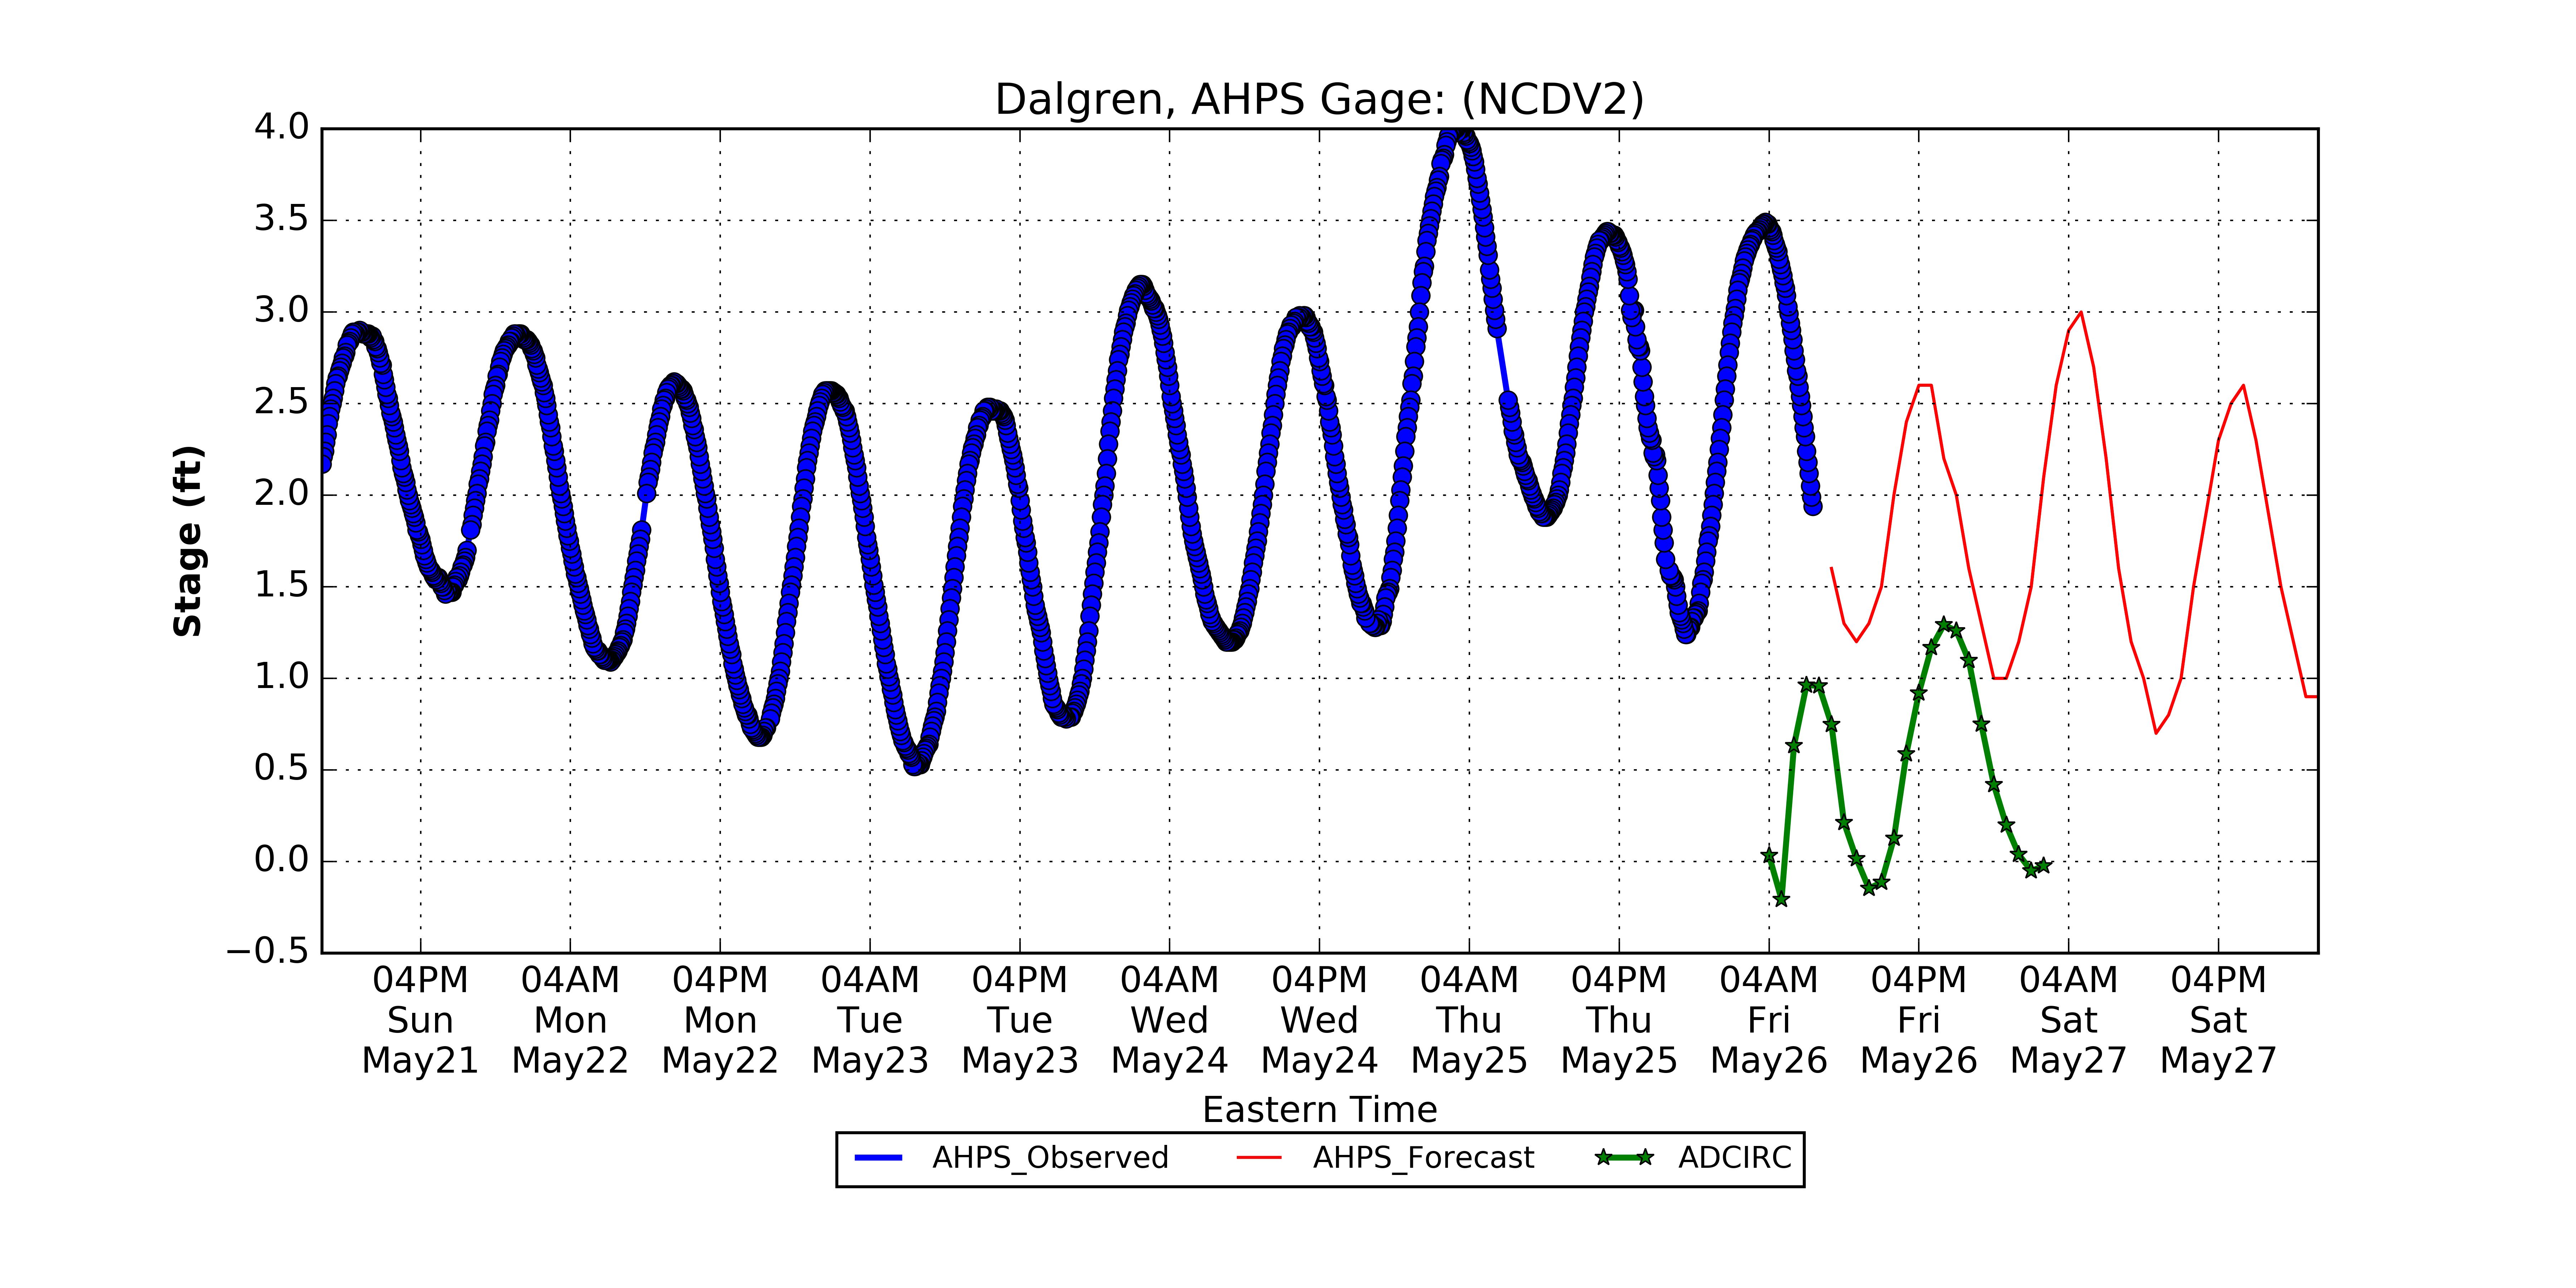 Dalgren, AHPS Gage: (NCDV2)
4.0
3.5
3.0
2.5
2.0
1.5
1.0
0.5
0.0
−0.5
Stage (ft)
04PM 04AM 04PM 04AM 04PM 04AM 04PM 04AM 04PM 04AM 04PM 04AM 04PM
Sun Mon Mon Tue Tue Wed Wed Thu Thu Fri Fri Sat Sat
May21 May22 May22 May23 May23 May24 May24 May25 May25 May26 May26 May27 May27
Eastern Time
AHPS_Observed AHPS_Forecast ADCIRC